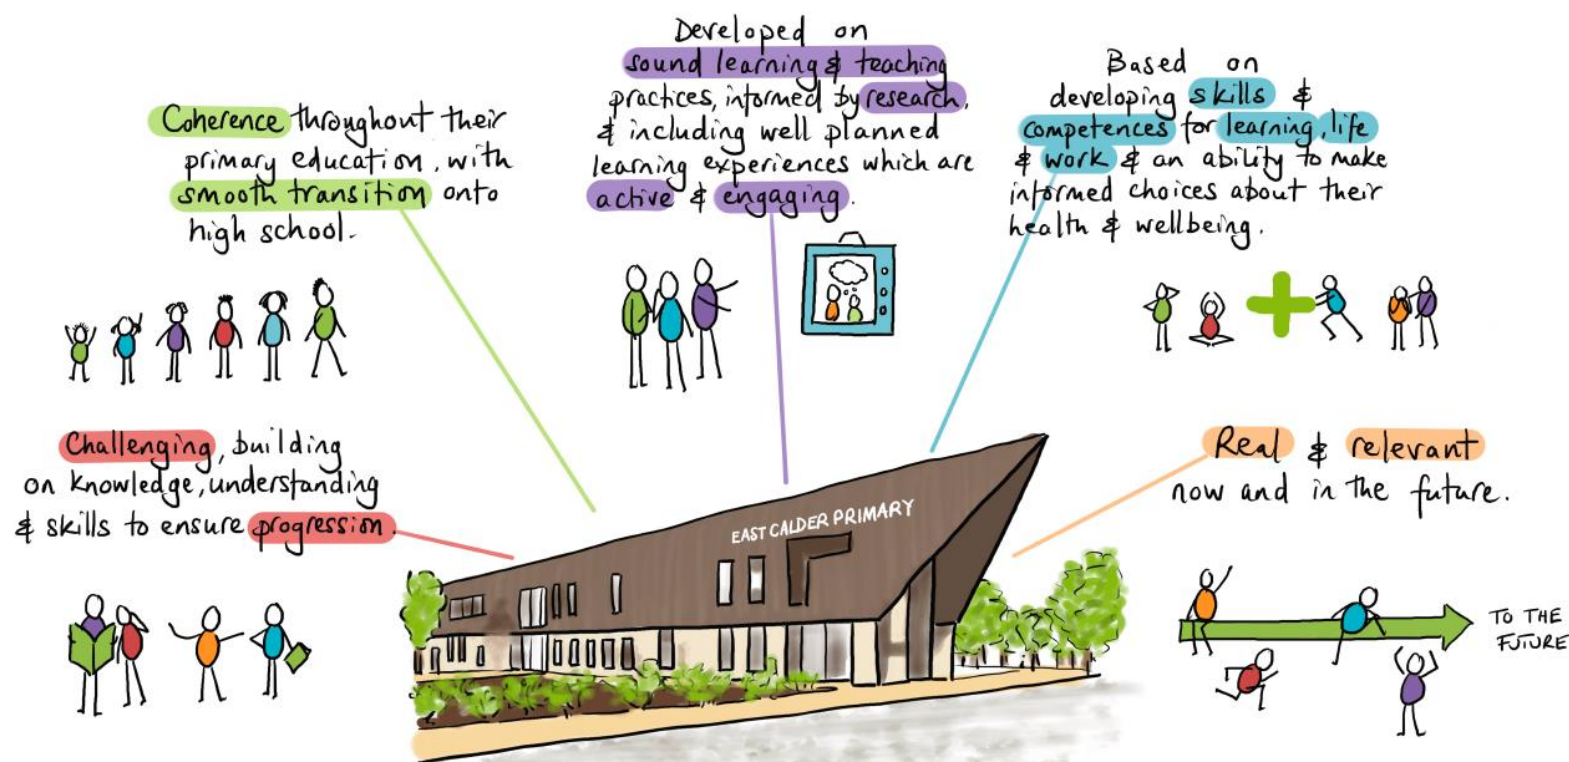 Developed on
sound learning & teaching
practices, informed by research,
& including well planned
learning experiences which are
active & engaging.
Based on
developing skills &
competences for learning, life
& work & an ability to make
informed choices about their
health & wellbeing.
Coherence throughout their
primary education, with
smooth transition onto
high school.
Challenging, building
on knowledge, understanding
& skills to ensure progression.
Real & relevant
now and in the future.
EAST CALDER PRIMARY
TO THE
FUTURE